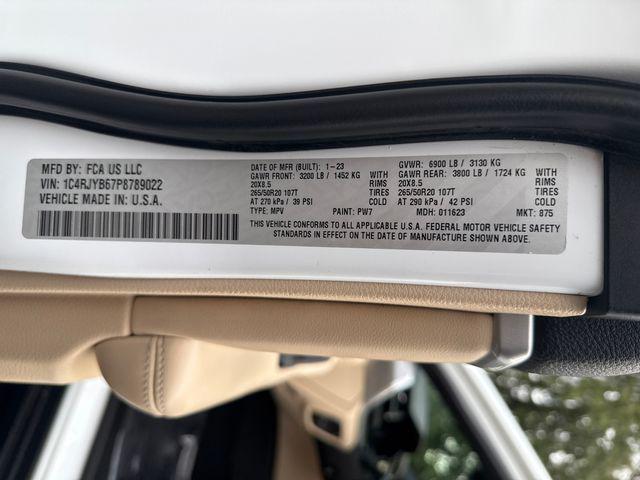 MFD BY: FCA US LLC
VIN: 1C4RJYB67P8789022
VEHICLE MADE IN: U.S.A.
DATE OF MFR (BUILT): 1-23
GAWR FRONT: 3200 LB / 1452 KG WITH
20X8.5 RIMS
265/50R20 107T TIRES
AT 270 kPa / 39 PSI COLD
TYPE: MPV PAINT: PW7
GVWR: 6900 LB / 3130 KG
GAWR REAR: 3800 LB / 1724 KG WITH
20X8.5 RIMS
265/50R20 107T TIRES
AT 290 kPa / 42 PSI COLD
MDH: 011623 MKT: 875
THIS VEHICLE CONFORMS TO ALL APPLICABLE U.S.A. FEDERAL MOTOR VEHICLE SAFETY
STANDARDS IN EFFECT ON THE DATE OF MANUFACTURE SHOWN ABOVE.